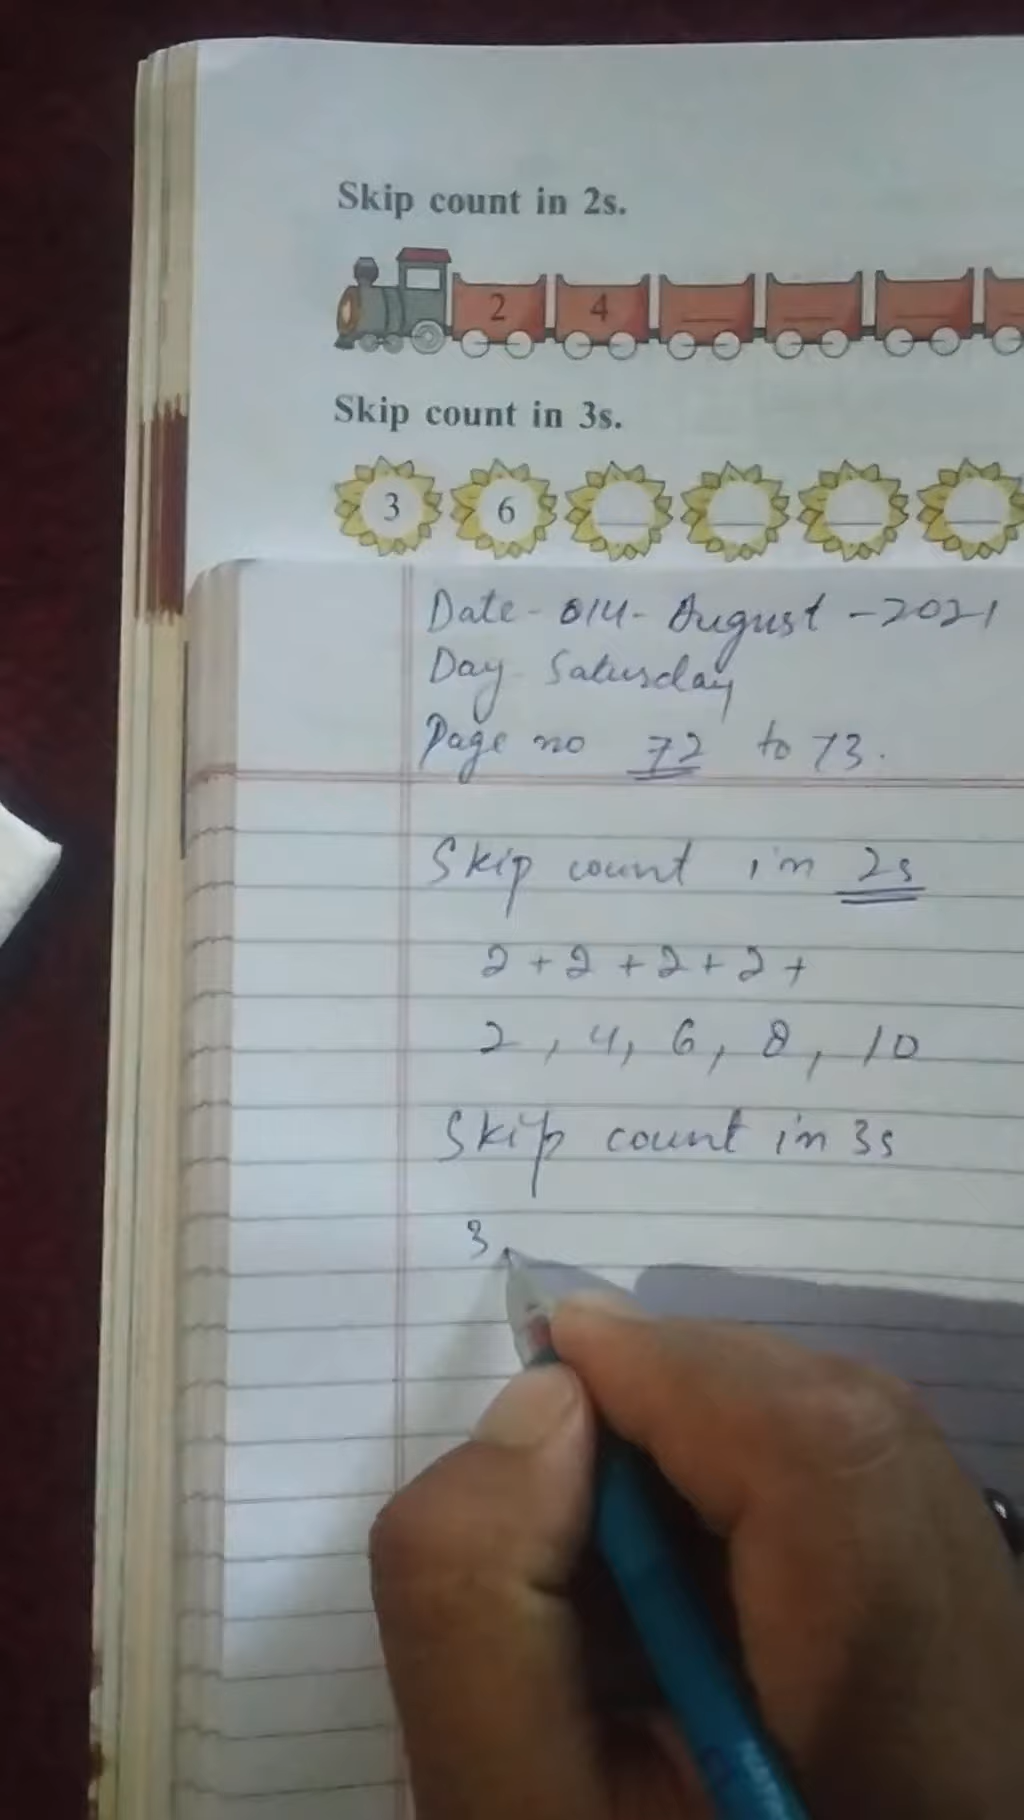 Skip count in 2s.
2 4
Skip count in 3s.
3 6
Date - 014 - August - 2021
Day - Saturday
Page no 72 to 73.
Skip count in 2s
2 + 2 + 2 + 2 +
2 , 4, 6, 8, 10
Skip count in 3s
3